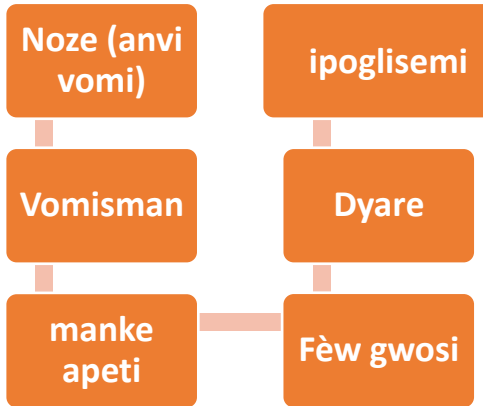 Noze (anvi
vomi)
Vomisman
manke
apeti
Fèw gwosi
Dyare
ipoglisemi